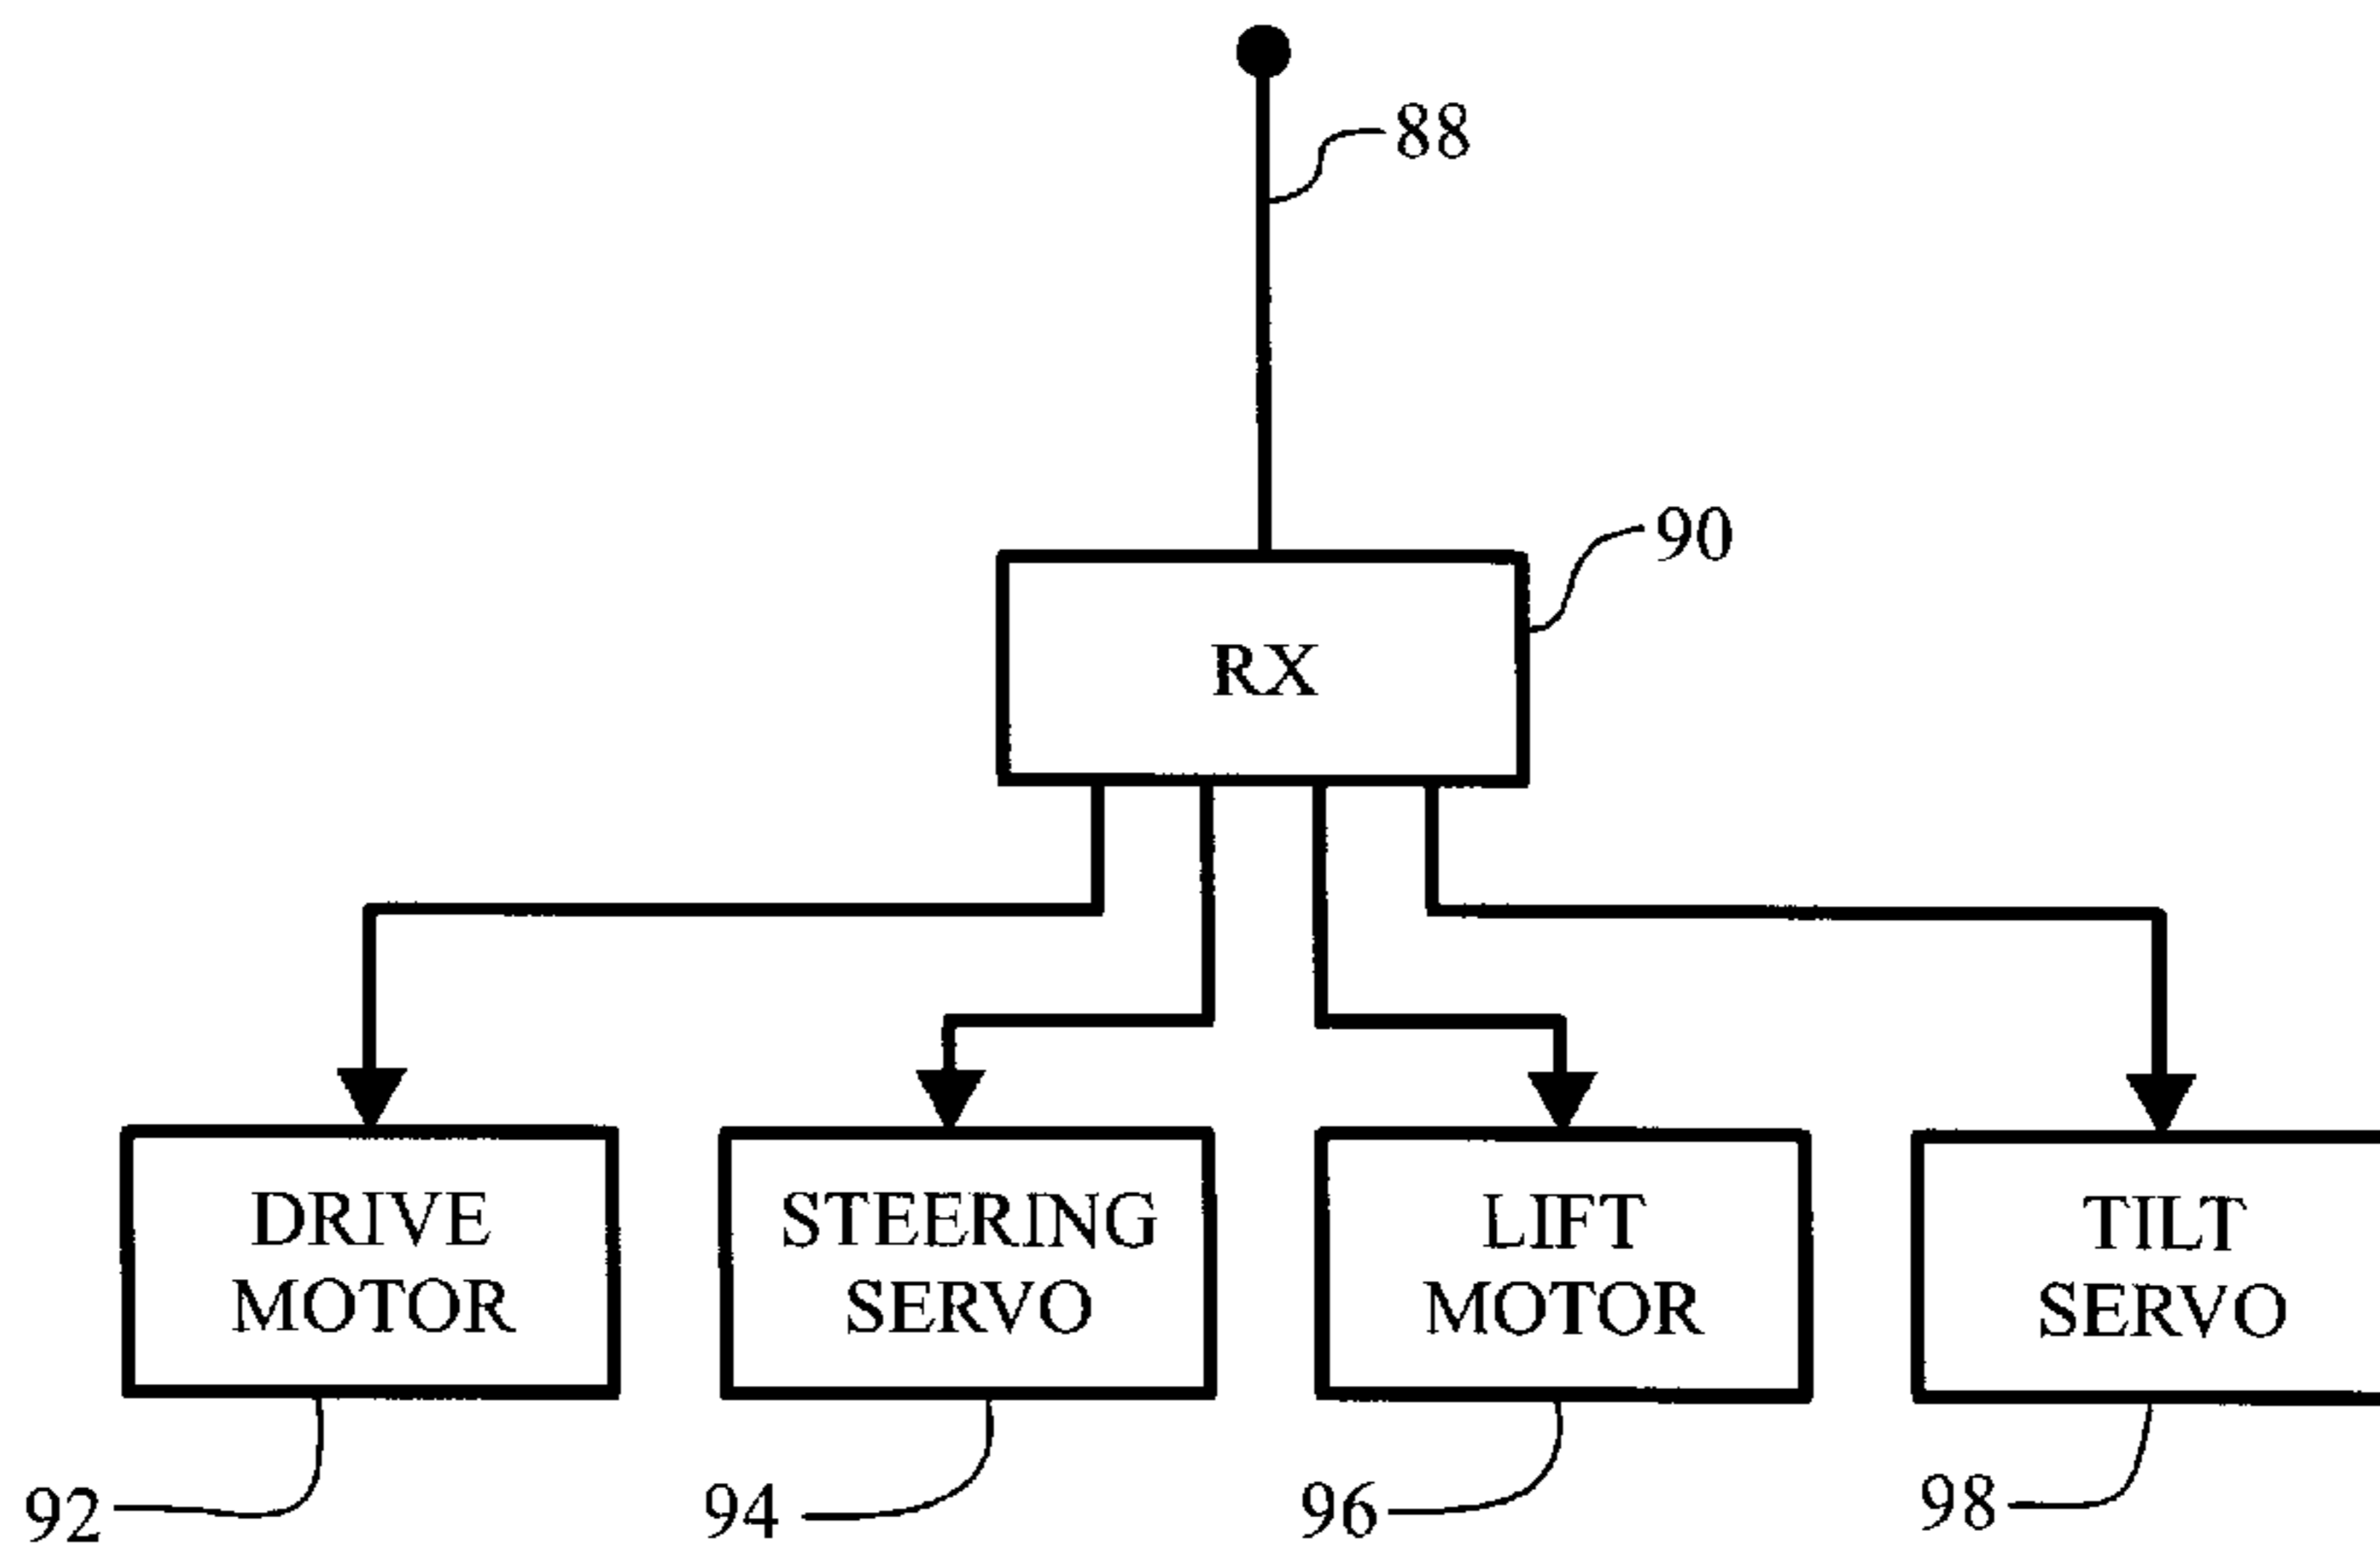 88
90
RX
DRIVE
MOTOR
STEERING
SERVO
LIFT
MOTOR
TILT
SERVO
92
94
96
98